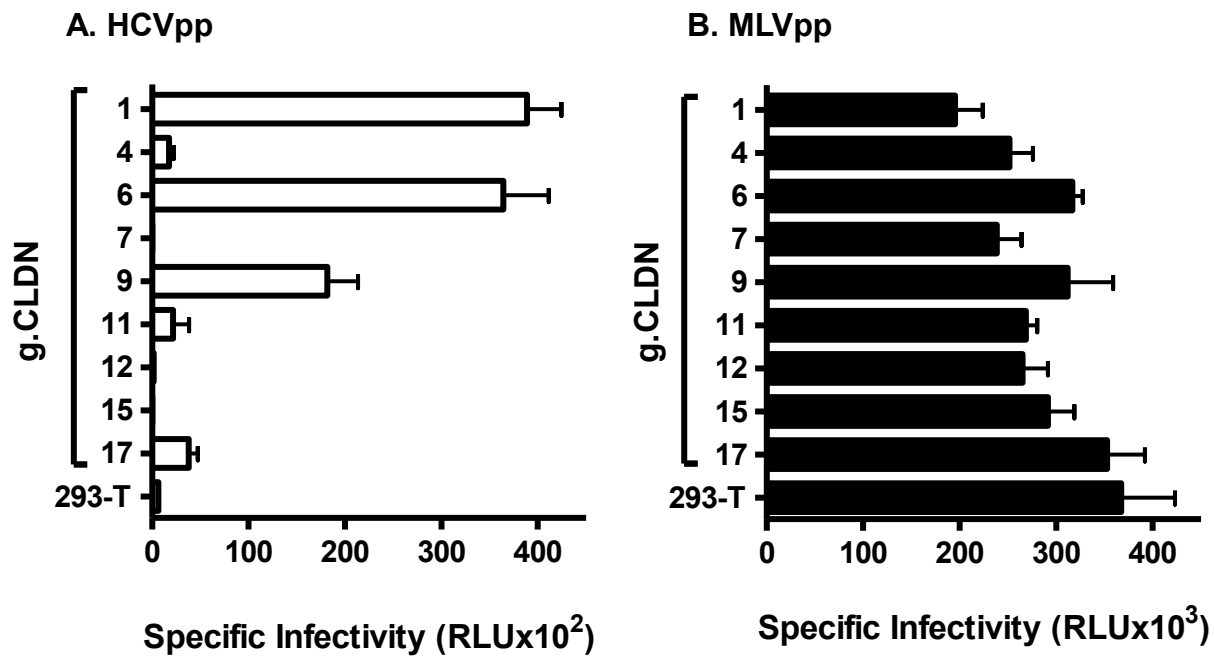 A. HCVpp
g.CLDN
1
4
6
7
9
11
12
15
17
293-T
0 100 200 300 400
Specific Infectivity (RLUx10²)
B. MLVpp
g.CLDN
1
4
6
7
9
11
12
15
17
293-T
0 100 200 300 400
Specific Infectivity (RLUx10³)